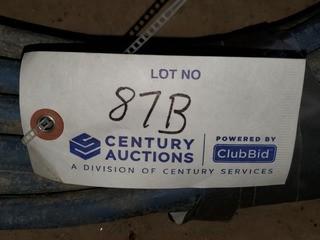 LOT NO
87B
CENTURY AUCTIONS
POWERED BY
ClubBid
A DIVISION OF CENTURY SERVICES